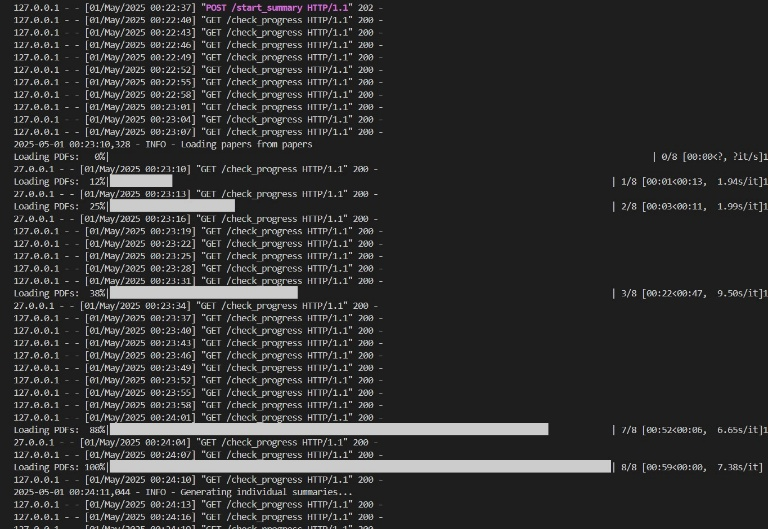 127.0.0.1 - - [01/May/2025 00:22:37] "POST /start_summary HTTP/1.1" 202 -
127.0.0.1 - - [01/May/2025 00:22:40] "GET /check_progress HTTP/1.1" 200 -
127.0.0.1 - - [01/May/2025 00:22:43] "GET /check_progress HTTP/1.1" 200 -
127.0.0.1 - - [01/May/2025 00:22:46] "GET /check_progress HTTP/1.1" 200 -
127.0.0.1 - - [01/May/2025 00:22:49] "GET /check_progress HTTP/1.1" 200 -
127.0.0.1 - - [01/May/2025 00:22:52] "GET /check_progress HTTP/1.1" 200 -
127.0.0.1 - - [01/May/2025 00:22:55] "GET /check_progress HTTP/1.1" 200 -
127.0.0.1 - - [01/May/2025 00:22:58] "GET /check_progress HTTP/1.1" 200 -
127.0.0.1 - - [01/May/2025 00:23:01] "GET /check_progress HTTP/1.1" 200 -
127.0.0.1 - - [01/May/2025 00:23:04] "GET /check_progress HTTP/1.1" 200 -
127.0.0.1 - - [01/May/2025 00:23:07] "GET /check_progress HTTP/1.1" 200 -
2025-05-01 00:23:10,328 - INFO - Loading papers from papers
Loading PDFs:   0%| | 0/8 [00:00<?, ?it/s]1
27.0.0.1 - - [01/May/2025 00:23:10] "GET /check_progress HTTP/1.1" 200 -
Loading PDFs:  12%| | 1/8 [00:01<00:13,  1.94s/it]1
27.0.0.1 - - [01/May/2025 00:23:13] "GET /check_progress HTTP/1.1" 200 -
Loading PDFs:  25%| | 2/8 [00:03<00:11,  1.99s/it]1
27.0.0.1 - - [01/May/2025 00:23:16] "GET /check_progress HTTP/1.1" 200 -
127.0.0.1 - - [01/May/2025 00:23:19] "GET /check_progress HTTP/1.1" 200 -
127.0.0.1 - - [01/May/2025 00:23:22] "GET /check_progress HTTP/1.1" 200 -
127.0.0.1 - - [01/May/2025 00:23:25] "GET /check_progress HTTP/1.1" 200 -
127.0.0.1 - - [01/May/2025 00:23:28] "GET /check_progress HTTP/1.1" 200 -
127.0.0.1 - - [01/May/2025 00:23:31] "GET /check_progress HTTP/1.1" 200 -
Loading PDFs:  38%| | 3/8 [00:22<00:47,  9.50s/it]1
27.0.0.1 - - [01/May/2025 00:23:34] "GET /check_progress HTTP/1.1" 200 -
127.0.0.1 - - [01/May/2025 00:23:37] "GET /check_progress HTTP/1.1" 200 -
127.0.0.1 - - [01/May/2025 00:23:40] "GET /check_progress HTTP/1.1" 200 -
127.0.0.1 - - [01/May/2025 00:23:43] "GET /check_progress HTTP/1.1" 200 -
127.0.0.1 - - [01/May/2025 00:23:46] "GET /check_progress HTTP/1.1" 200 -
127.0.0.1 - - [01/May/2025 00:23:49] "GET /check_progress HTTP/1.1" 200 -
127.0.0.1 - - [01/May/2025 00:23:52] "GET /check_progress HTTP/1.1" 200 -
127.0.0.1 - - [01/May/2025 00:23:55] "GET /check_progress HTTP/1.1" 200 -
127.0.0.1 - - [01/May/2025 00:23:58] "GET /check_progress HTTP/1.1" 200 -
127.0.0.1 - - [01/May/2025 00:24:01] "GET /check_progress HTTP/1.1" 200 -
Loading PDFs:  88%| | 7/8 [00:52<00:06,  6.65s/it]1
27.0.0.1 - - [01/May/2025 00:24:04] "GET /check_progress HTTP/1.1" 200 -
127.0.0.1 - - [01/May/2025 00:24:07] "GET /check_progress HTTP/1.1" 200 -
Loading PDFs: 100%| | 8/8 [00:59<00:00,  7.38s/it]
127.0.0.1 - - [01/May/2025 00:24:10] "GET /check_progress HTTP/1.1" 200 -
2025-05-01 00:24:11,044 - INFO - Generating individual summaries...
127.0.0.1 - - [01/May/2025 00:24:13] "GET /check_progress HTTP/1.1" 200 -
127.0.0.1 - - [01/May/2025 00:24:16] "GET /check_progress HTTP/1.1" 200 -